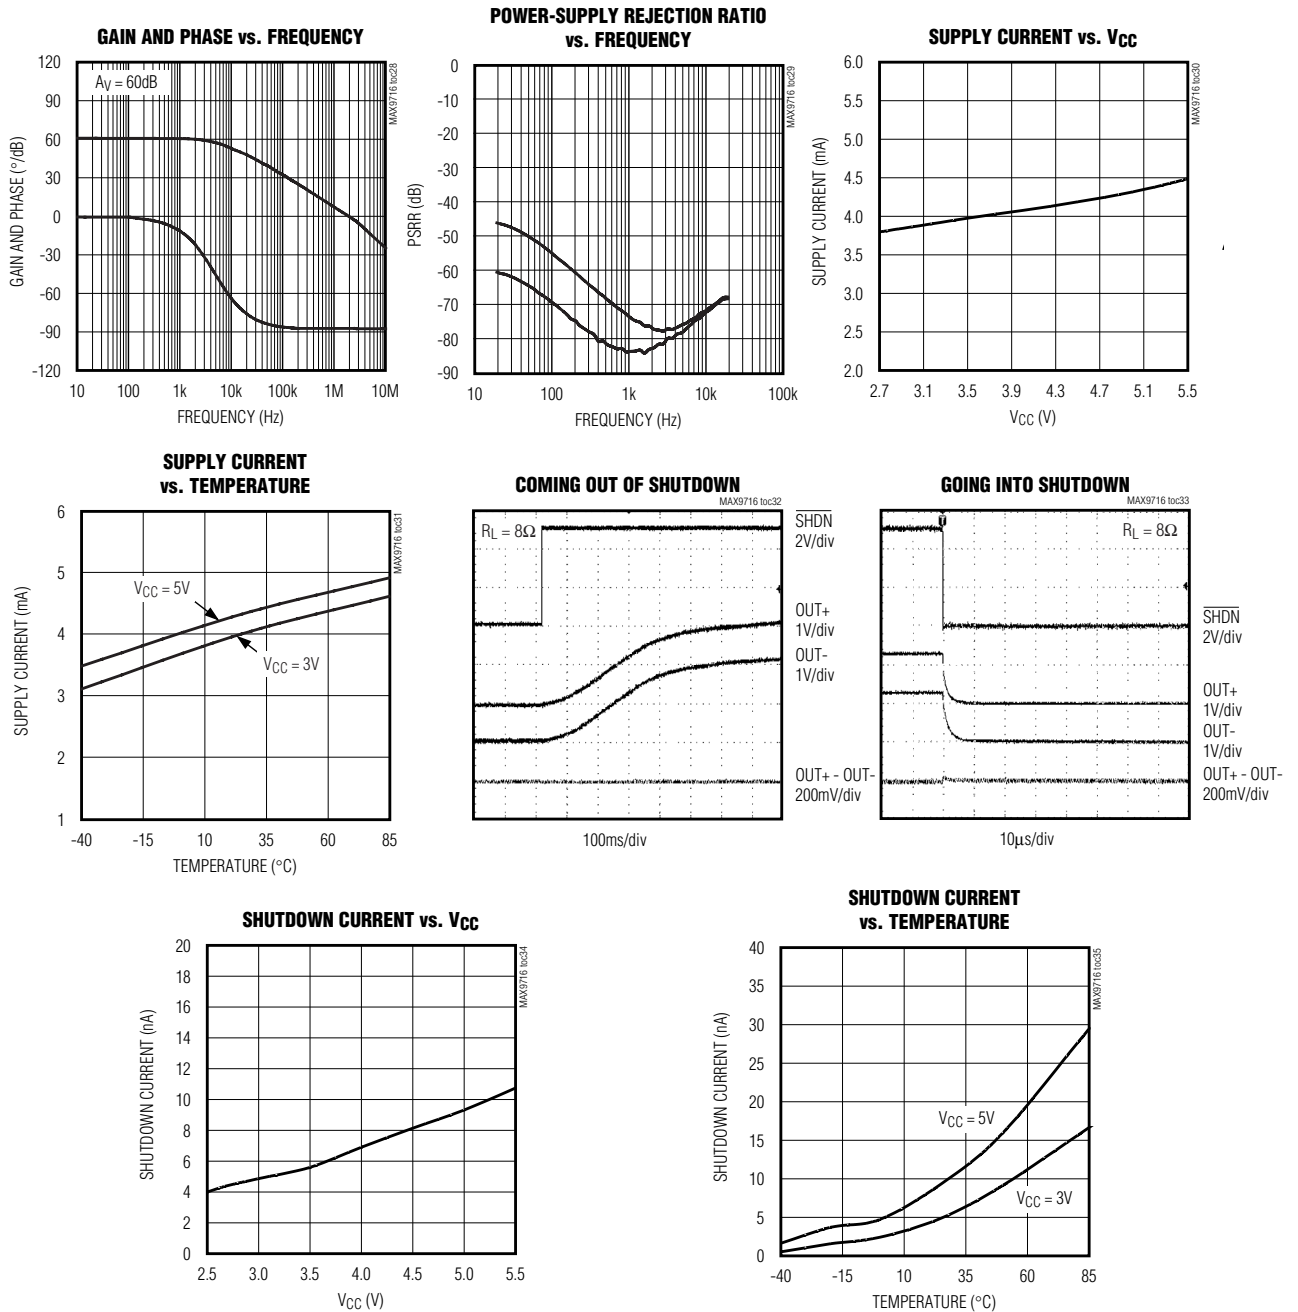 GAIN AND PHASE vs. FREQUENCY
120
90
60
30
0
-30
-60
-90
-120
GAIN AND PHASE (°/dB)
AV = 60dB
MAX9716 toc28
10 100 1k 10k 100k 1M 10M
FREQUENCY (Hz)
POWER-SUPPLY REJECTION RATIO
vs. FREQUENCY
0
-10
-20
-30
-40
-50
-60
-70
-80
-90
PSRR (dB)
MAX9716 toc29
10 100 1k 10k 100k
FREQUENCY (Hz)
SUPPLY CURRENT vs. VCC
6.0
5.5
5.0
4.5
4.0
3.5
3.0
2.5
2.0
SUPPLY CURRENT (mA)
MAX9716 toc30
2.7 3.1 3.5 3.9 4.3 4.7 5.1 5.5
VCC (V)
SUPPLY CURRENT
vs. TEMPERATURE
6
5
4
3
2
1
SUPPLY CURRENT (mA)
MAX9716 toc31
VCC = 5V
VCC = 3V
-40 -15 10 35 60 85
TEMPERATURE (°C)
COMING OUT OF SHUTDOWN
MAX9716 toc32
RL = 8Ω
SHDN
2V/div
OUT+
1V/div
OUT-
1V/div
OUT+ - OUT-
200mV/div
100ms/div
GOING INTO SHUTDOWN
MAX9716 toc33
T
RL = 8Ω
SHDN
2V/div
OUT+
1V/div
OUT-
1V/div
OUT+ - OUT-
200mV/div
10µs/div
SHUTDOWN CURRENT vs. VCC
20
18
16
14
12
10
8
6
4
2
0
SHUTDOWN CURRENT (nA)
MAX9716 toc34
2.5 3.0 3.5 4.0 4.5 5.0 5.5
VCC (V)
SHUTDOWN CURRENT
vs. TEMPERATURE
40
35
30
25
20
15
10
5
0
SHUTDOWN CURRENT (nA)
MAX9716 toc35
VCC = 5V
VCC = 3V
-40 -15 10 35 60 85
TEMPERATURE (°C)